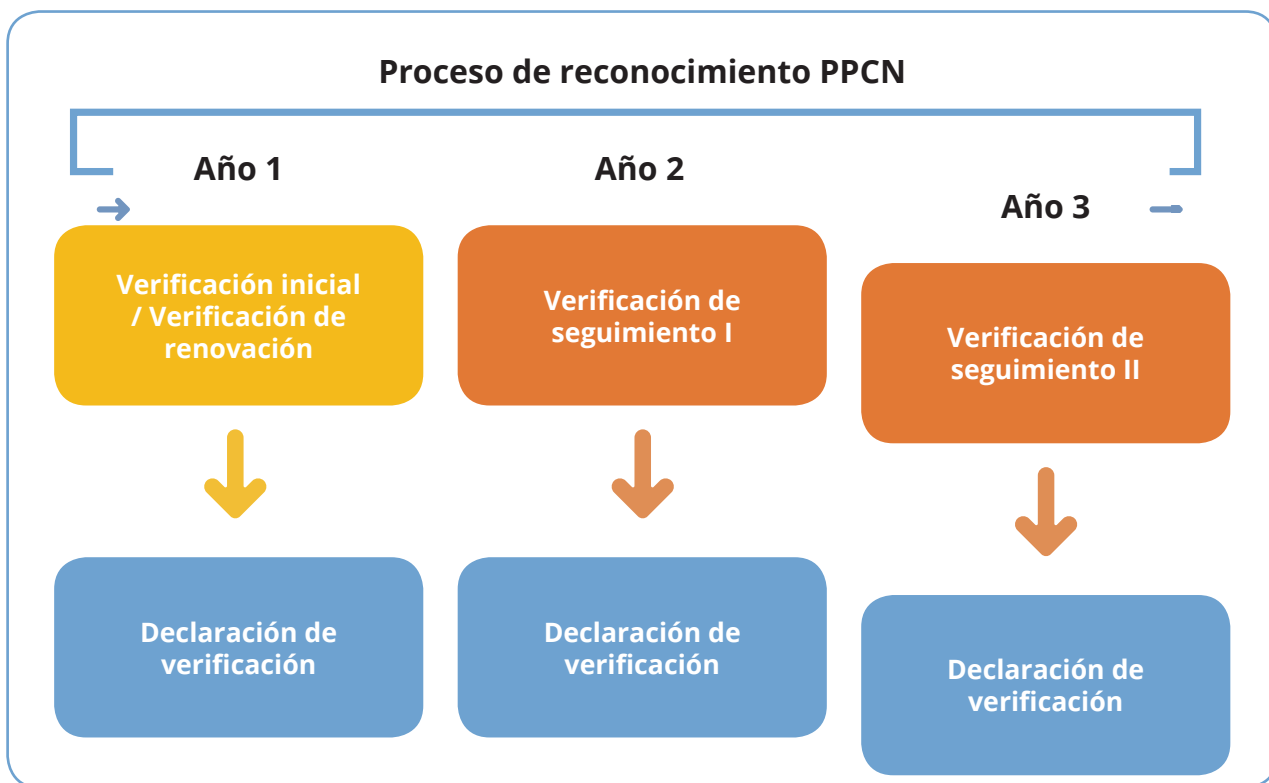 Proceso de reconocimiento PPCN
Año 1
Año 2
Año 3
Verificación inicial
/ Verificación de
renovación
Verificación de
seguimiento I
Verificación de
seguimiento II
Declaración de
verificación
Declaración de
verificación
Declaración de
verificación